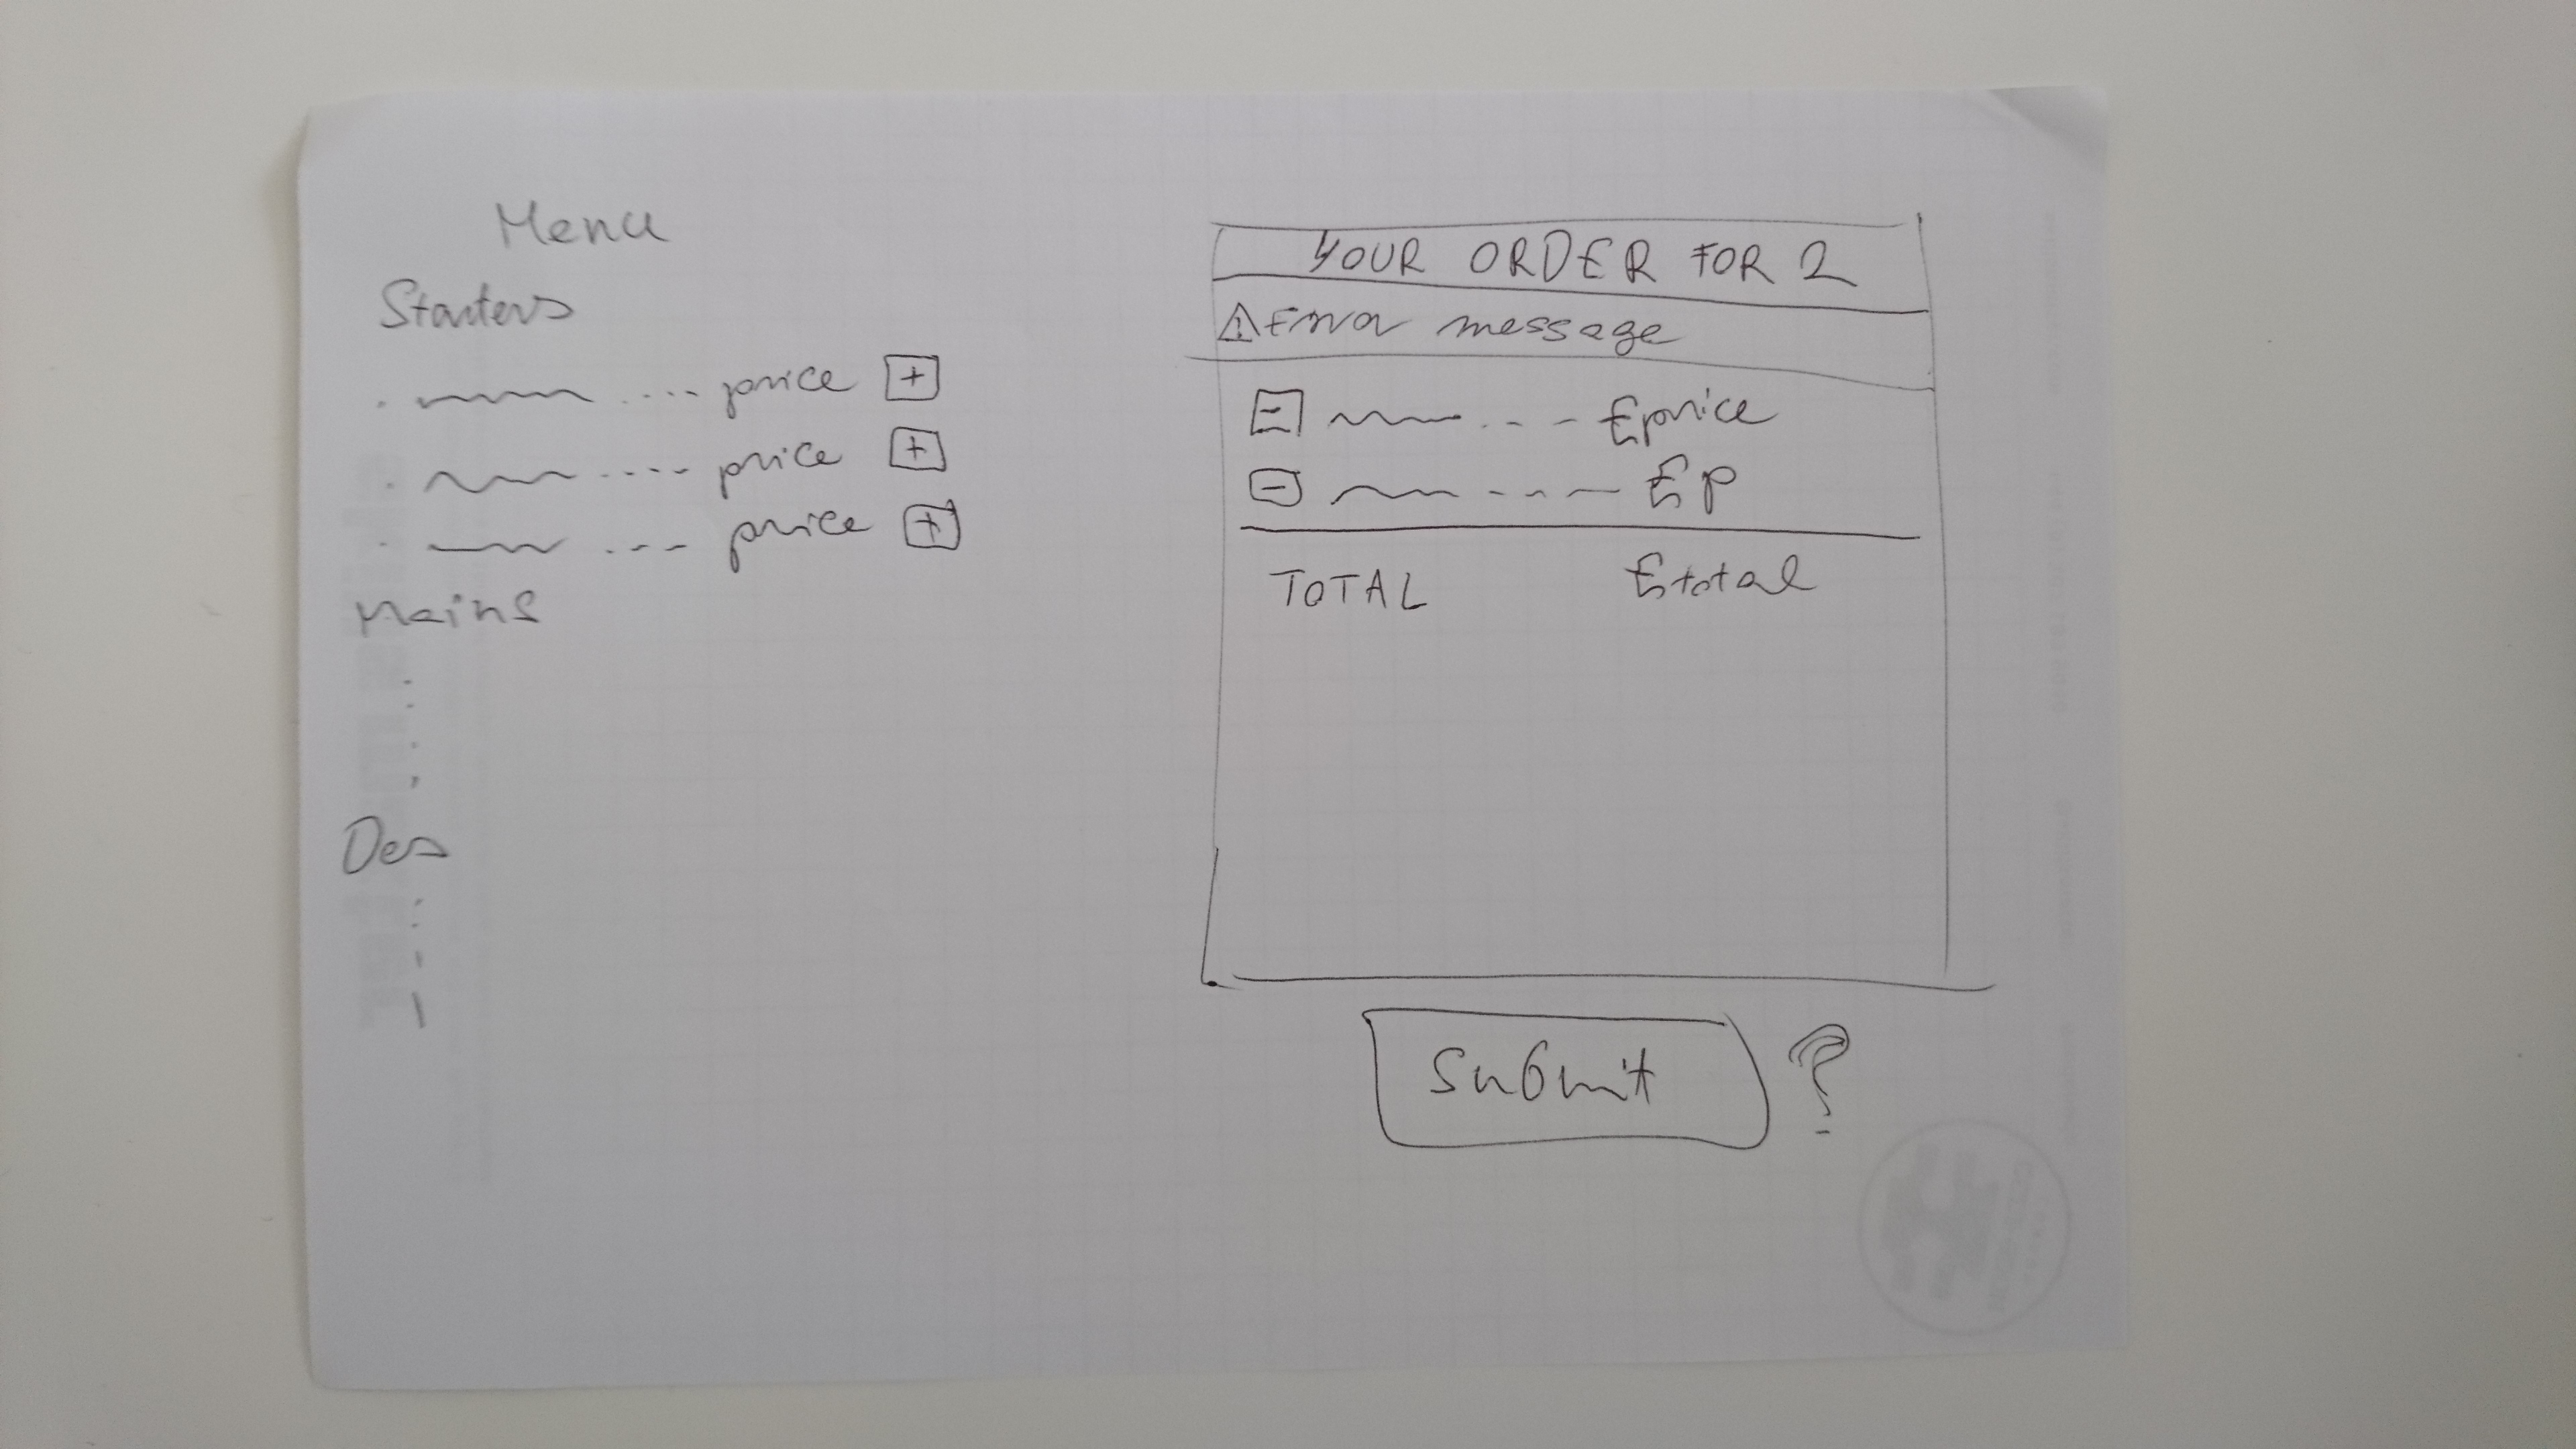 Menu
Starters
.... price +
.... price +
... price +
Mains
Des
YOUR ORDER FOR 2
⚠ Error message
- ... £price
- ... £p
TOTAL £total
Submit ?